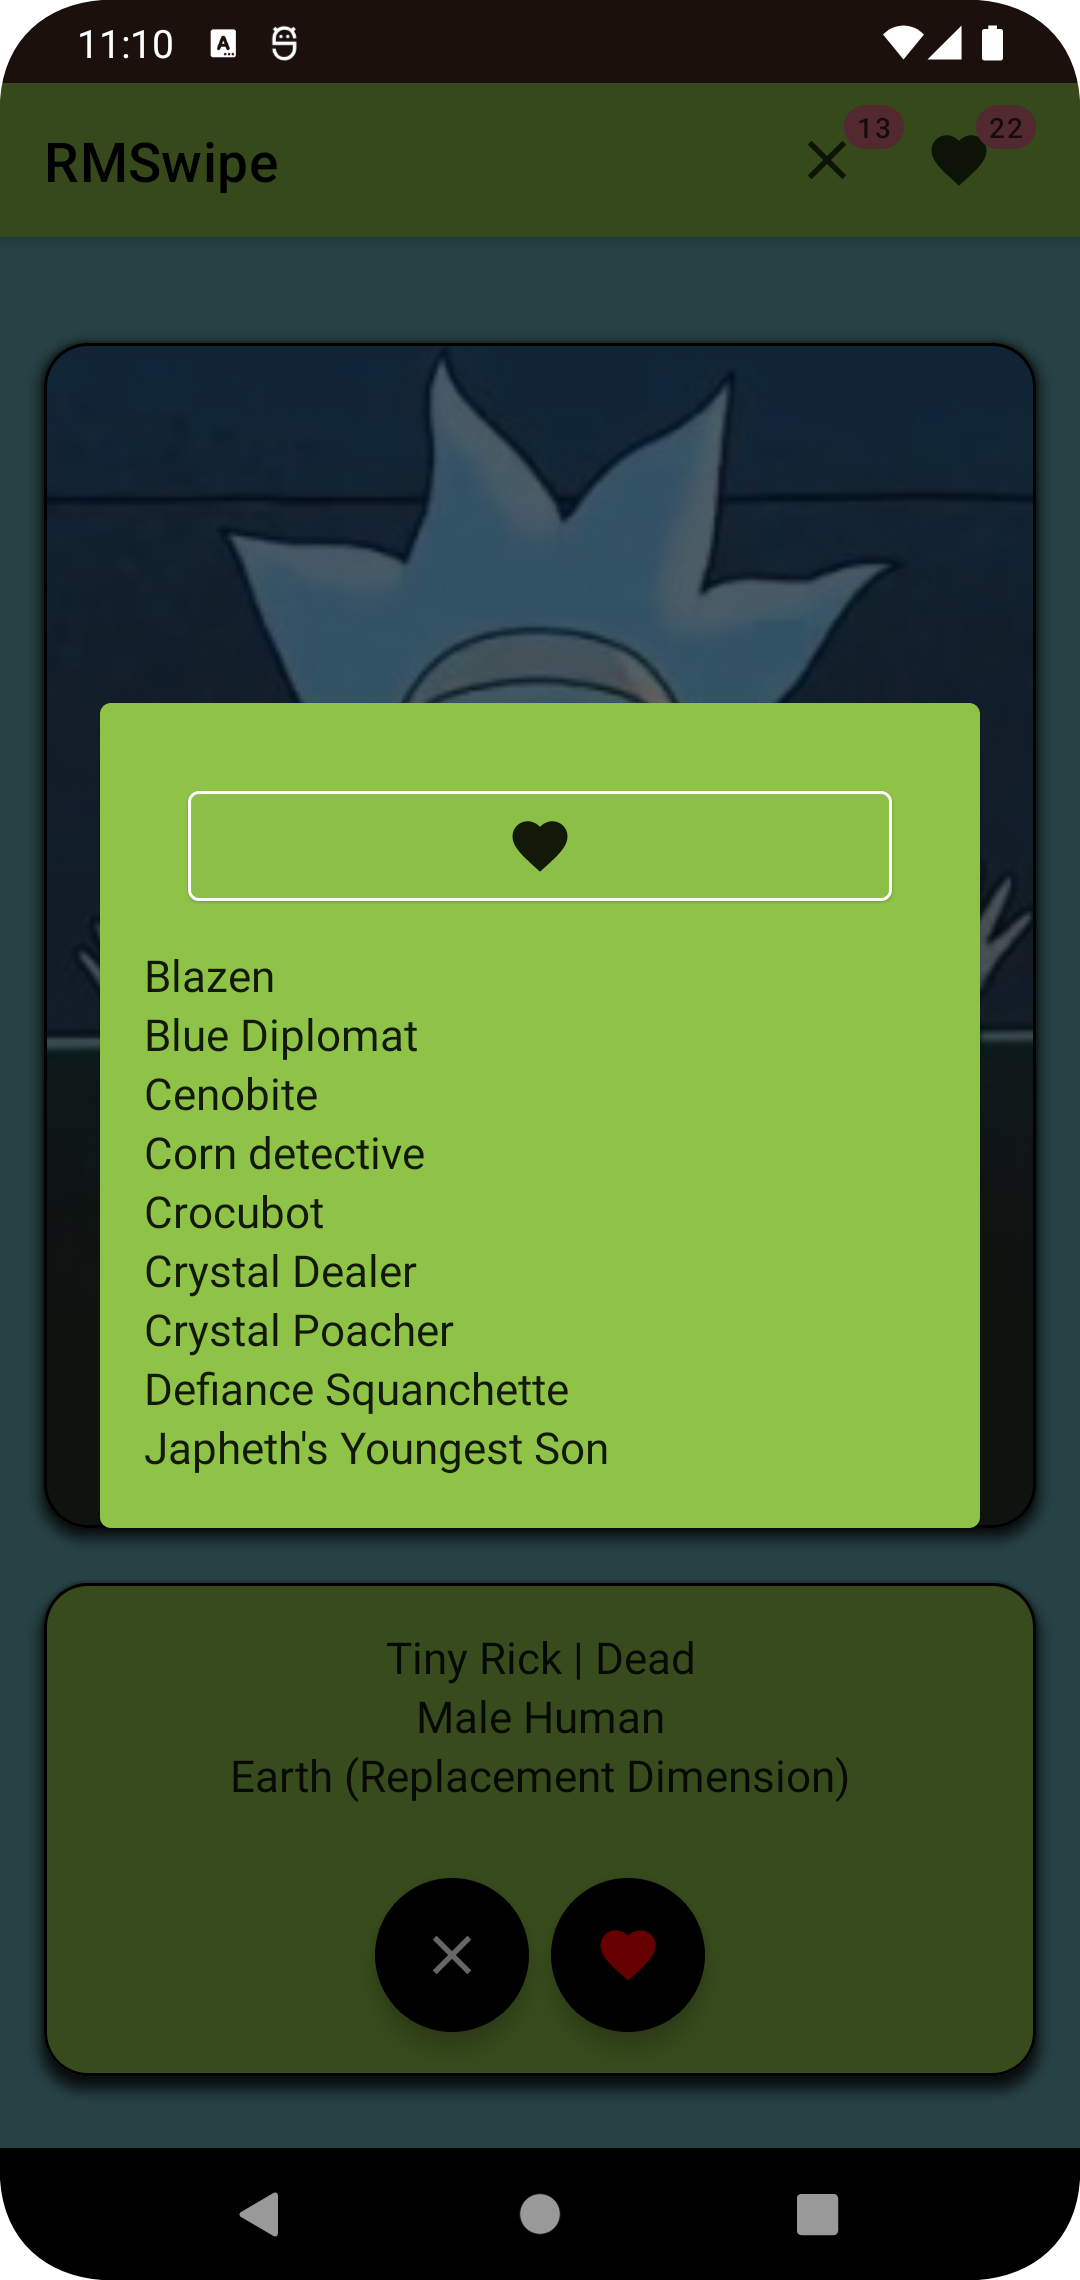 11:10
RMSwipe
13
22
Blazen
Blue Diplomat
Cenobite
Corn detective
Crocubot
Crystal Dealer
Crystal Poacher
Defiance Squanchette
Japheth's Youngest Son
Tiny Rick | Dead
Male Human
Earth (Replacement Dimension)